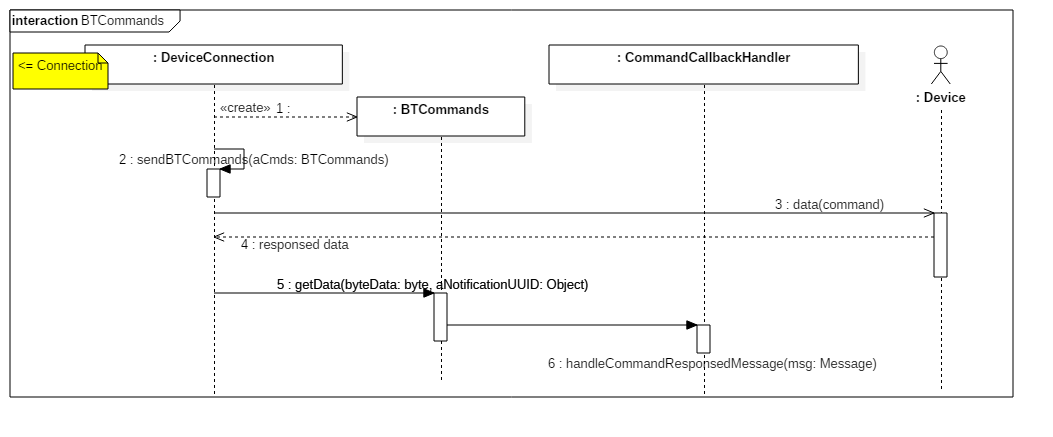 interaction BTCommands
<= Connection
: DeviceConnection
: CommandCallbackHandler
: Device
«create» 1 :
: BTCommands
2 : sendBTCommands(aCmds: BTCommands)
3 : data(command)
4 : responsed data
5 : getData(byteData: byte, aNotificationUUID: Object)
6 : handleCommandResponsedMessage(msg: Message)